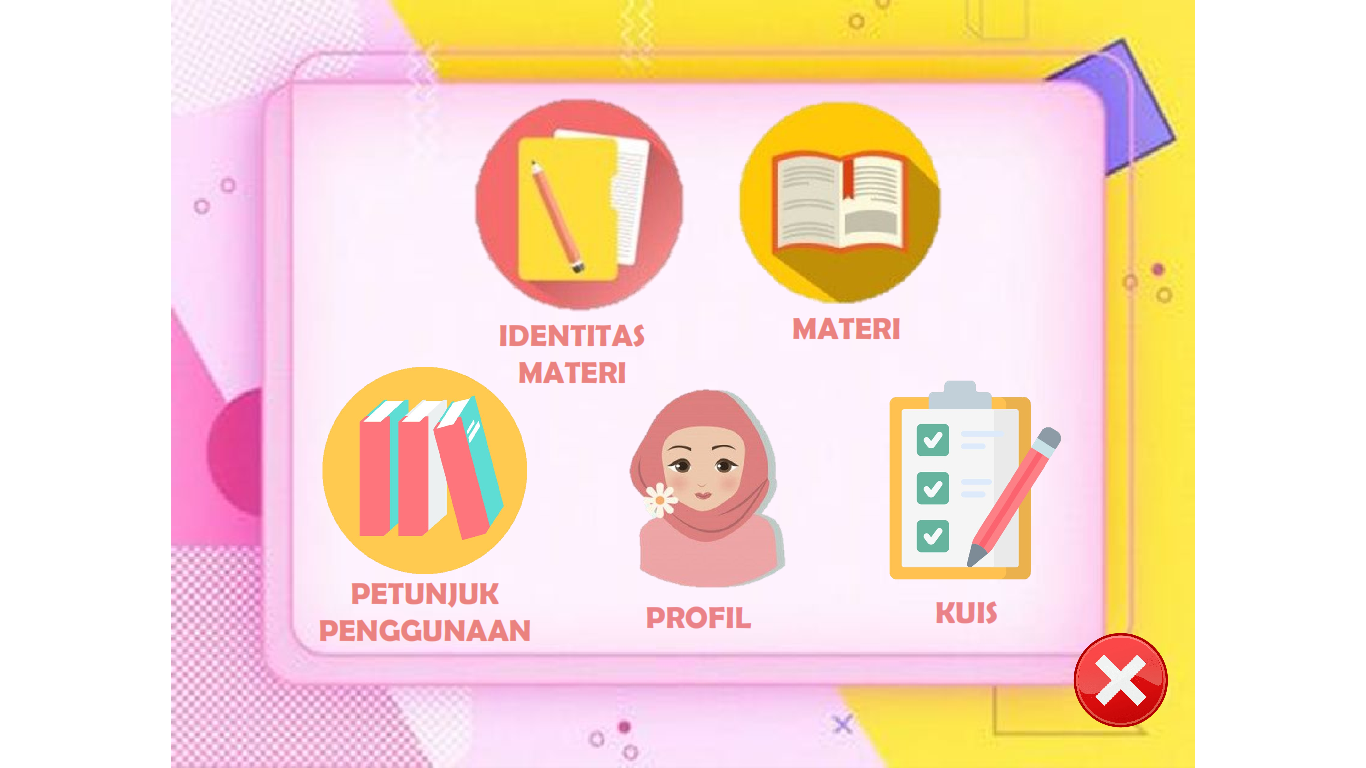 IDENTITAS
MATERI
MATERI
PETUNJUK
PENGGUNAAN
PROFIL
KUIS